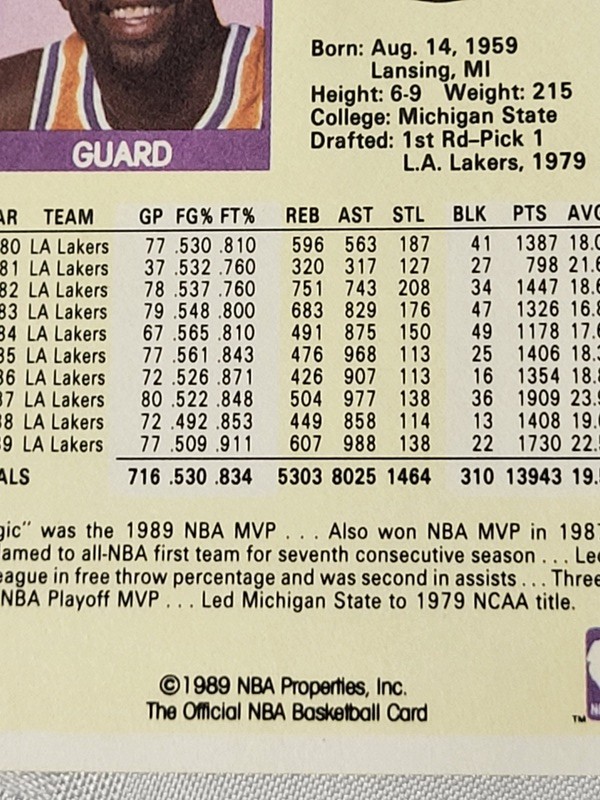 GUARD
Born: Aug. 14, 1959
Lansing, MI
Height: 6-9 Weight: 215
College: Michigan State
Drafted: 1st Rd–Pick 1
L.A. Lakers, 1979
AR TEAM GP FG% FT% REB AST STL BLK PTS AVG
80 LA Lakers 77 .530 .810 596 563 187 41 1387 18.0
81 LA Lakers 37 .532 .760 320 317 127 27 798 21.6
82 LA Lakers 78 .537 .760 751 743 208 34 1447 18.6
83 LA Lakers 79 .548 .800 683 829 176 47 1326 16.8
84 LA Lakers 67 .565 .810 491 875 150 49 1178 17.6
85 LA Lakers 77 .561 .843 476 968 113 25 1406 18.3
86 LA Lakers 72 .526 .871 426 907 113 16 1354 18.8
87 LA Lakers 80 .522 .848 504 977 138 36 1909 23.9
88 LA Lakers 72 .492 .853 449 858 114 13 1408 19.6
89 LA Lakers 77 .509 .911 607 988 138 22 1730 22.5
ALS 716 .530 .834 5303 8025 1464 310 13943 19.5
gic" was the 1989 NBA MVP . . . Also won NBA MVP in 1987
amed to all-NBA first team for seventh consecutive season . . . Led
eague in free throw percentage and was second in assists . . . Three
NBA Playoff MVP . . . Led Michigan State to 1979 NCAA title.
©1989 NBA Properties, Inc.
The Official NBA Basketball Card
TM